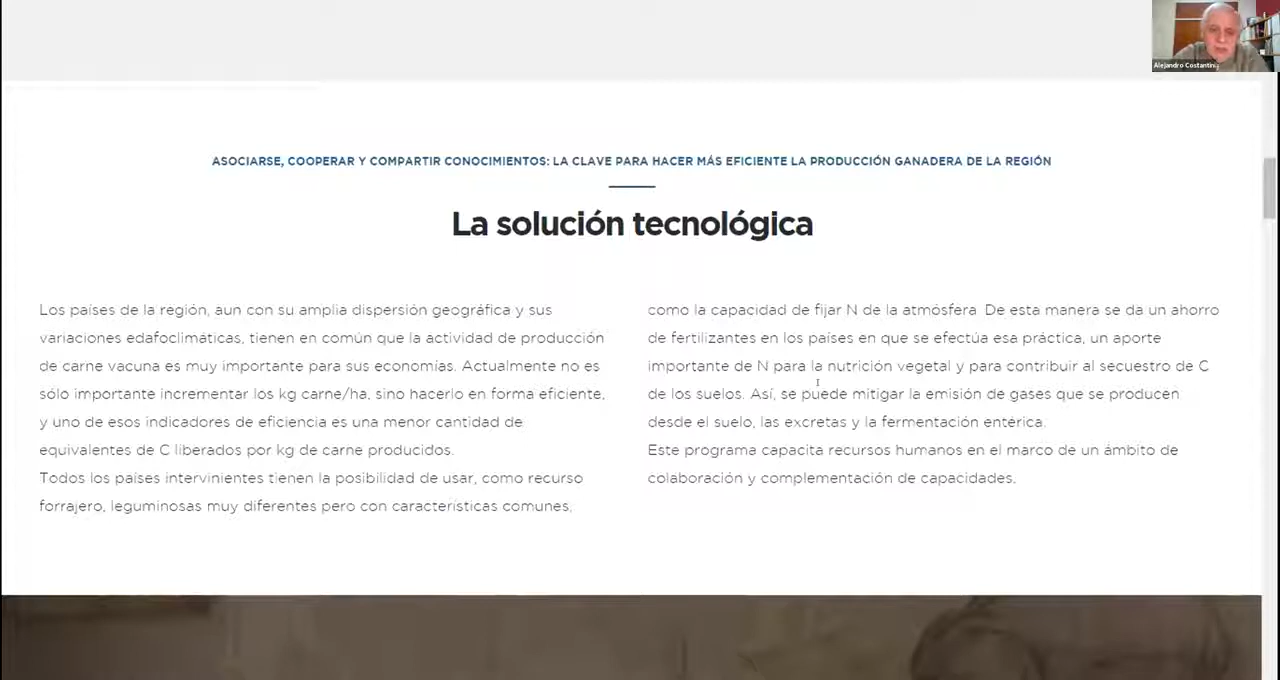 Alejandro Costantini
ASOCIARSE, COOPERAR Y COMPARTIR CONOCIMIENTOS: LA CLAVE PARA HACER MÁS EFICIENTE LA PRODUCCIÓN GANADERA DE LA REGIÓN
La solución tecnológica
Los países de la región, aun con su amplia dispersión geográfica y sus
variaciones edafoclimáticas, tienen en común que la actividad de producción
de carne vacuna es muy importante para sus economías. Actualmente no es
sólo importante incrementar los kg carne/ha, sino hacerlo en forma eficiente,
y uno de esos indicadores de eficiencia es una menor cantidad de
equivalentes de C liberados por kg de carne producidos.
Todos los países intervinientes tienen la posibilidad de usar, como recurso
forrajero, leguminosas muy diferentes pero con características comunes,
como la capacidad de fijar N de la atmósfera. De esta manera se da un ahorro
de fertilizantes en los países en que se efectúa esa práctica, un aporte
importante de N para la nutrición vegetal y para contribuir al secuestro de C
de los suelos. Así, se puede mitigar la emisión de gases que se producen
desde el suelo, las excretas y la fermentación entérica.
Este programa capacita recursos humanos en el marco de un ámbito de
colaboración y complementación de capacidades.